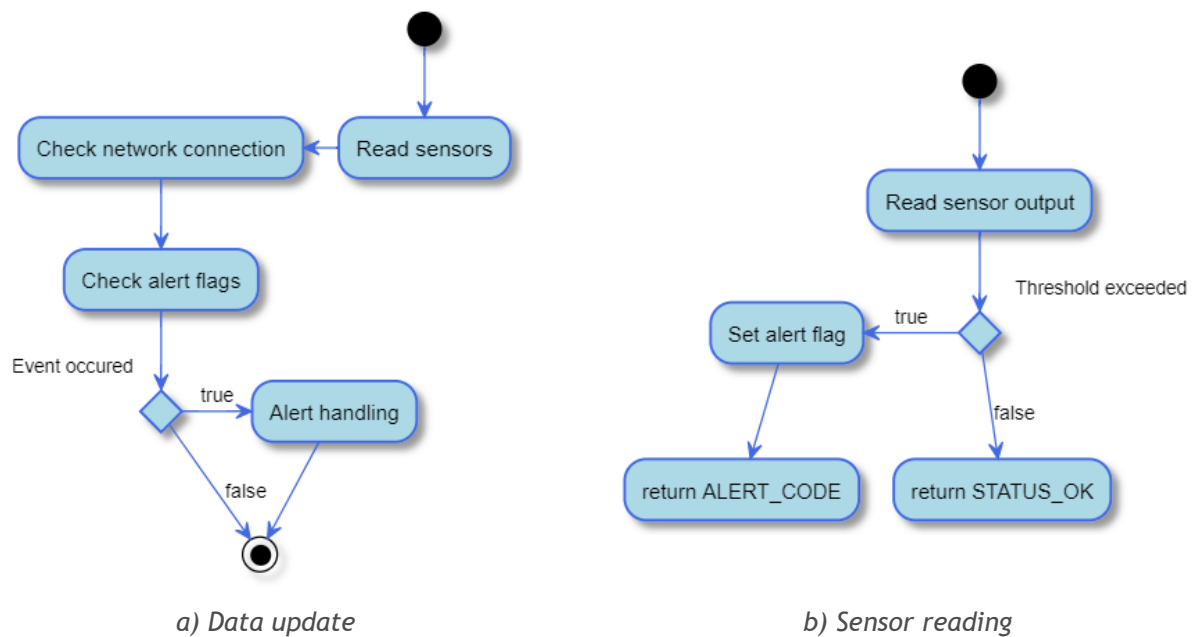 Read sensors
Check network connection
Check alert flags
Event occured
true
Alert handling
false
a) Data update
Read sensor output
Threshold exceeded
true
Set alert flag
false
return ALERT_CODE
return STATUS_OK
b) Sensor reading